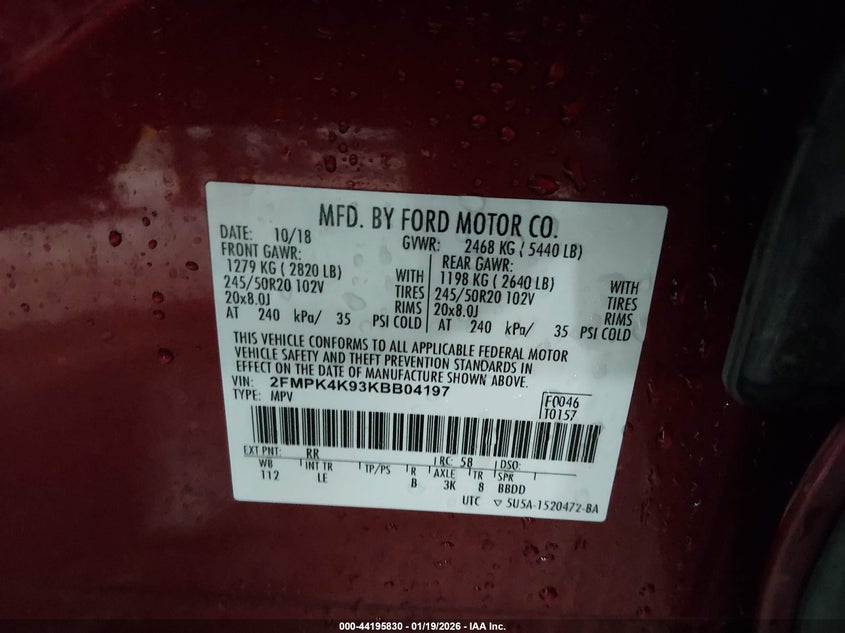 MFD. BY FORD MOTOR CO.
DATE: 10/18 GVWR: 2468 KG ( 5440 LB)
FRONT GAWR: REAR GAWR:
1279 KG ( 2820 LB) WITH 1198 KG ( 2640 LB) WITH
245/50R20 102V TIRES 245/50R20 102V TIRES
20x8.0J RIMS 20x8.0J RIMS
AT 240 kPa/ 35 PSI COLD AT 240 kPa/ 35 PSI COLD
THIS VEHICLE CONFORMS TO ALL APPLICABLE FEDERAL MOTOR
VEHICLE SAFETY AND THEFT PREVENTION STANDARDS IN
EFFECT ON THE DATE OF MANUFACTURE SHOWN ABOVE.
VIN: 2FMPK4K93KBB04197
TYPE: MPV
F0046
T0157
EXT PNT: RR RC: 58 DSO:
WB INT TR TP/PS R AXLE TR SPR
112 LE B 3K 8 BBDD
UTC ▽ 5U5A-1520472-BA
000-44195830 - 01/19/2026 - IAA Inc.